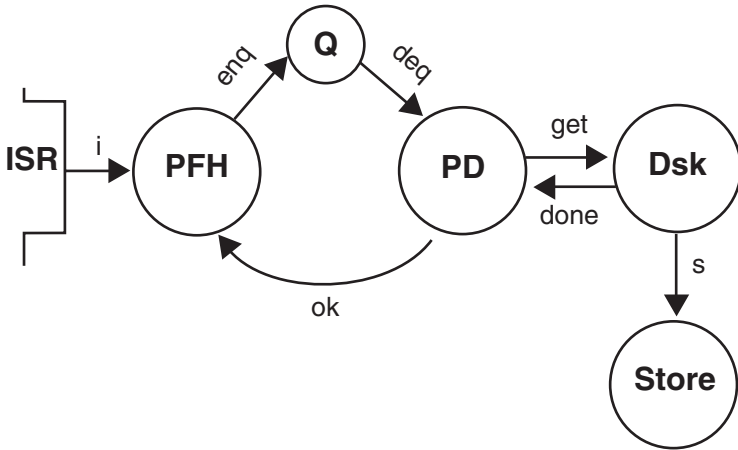 Q
enq
deq
ISR
i
PFH
PD
get
Dsk
done
ok
s
Store